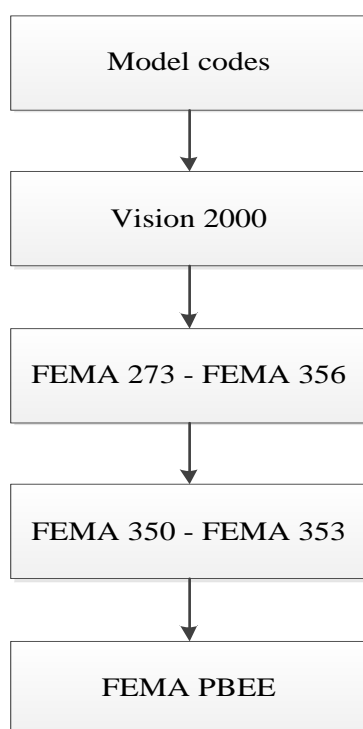 Model codes
Vision 2000
FEMA 273 - FEMA 356
FEMA 350 - FEMA 353
FEMA PBEE